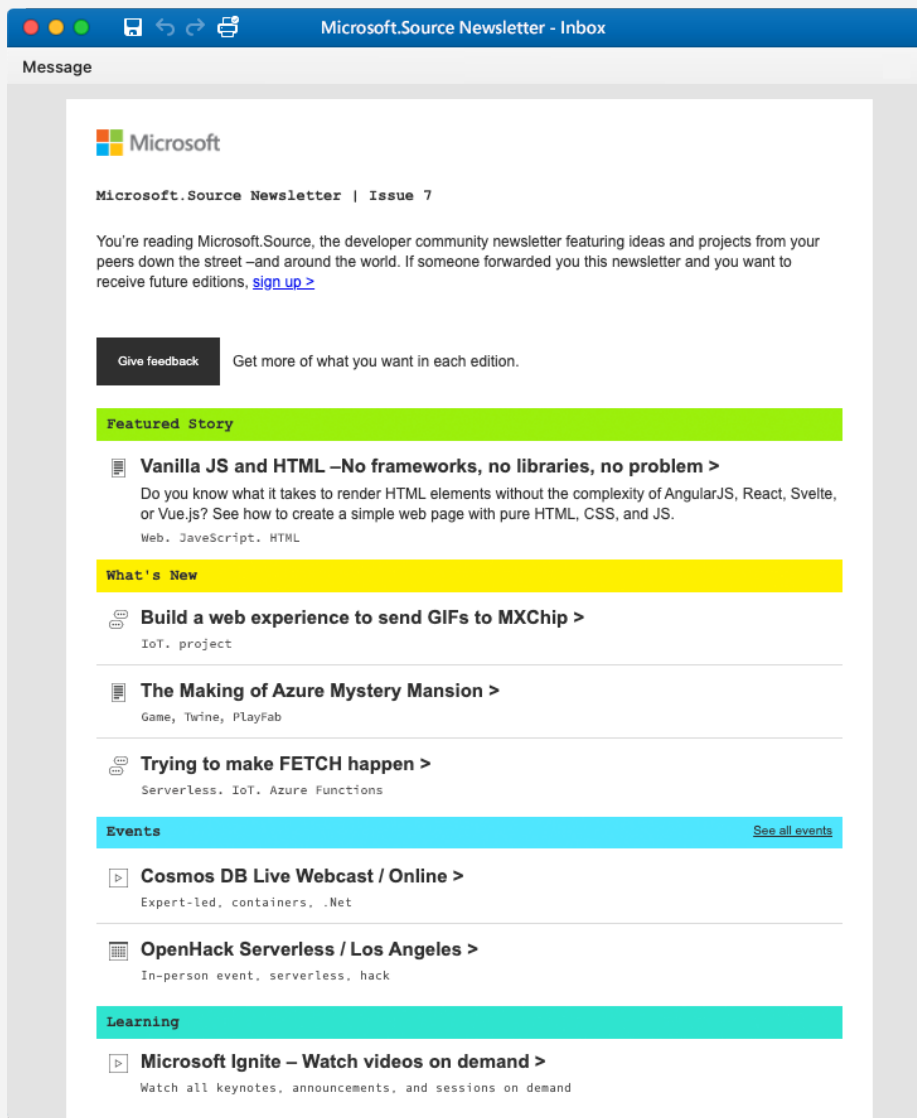 Microsoft.Source Newsletter - Inbox
Message
Microsoft
Microsoft.Source Newsletter | Issue 7
You’re reading Microsoft.Source, the developer community newsletter featuring ideas and projects from your
peers down the street –and around the world. If someone forwarded you this newsletter and you want to
receive future editions, sign up >
Give feedback Get more of what you want in each edition.
Featured Story
Vanilla JS and HTML –No frameworks, no libraries, no problem >
Do you know what it takes to render HTML elements without the complexity of AngularJS, React, Svelte,
or Vue.js? See how to create a simple web page with pure HTML, CSS, and JS.
Web. JaveScript. HTML
What's New
Build a web experience to send GIFs to MXChip >
IoT. project
The Making of Azure Mystery Mansion >
Game, Twine, PlayFab
Trying to make FETCH happen >
Serverless. IoT. Azure Functions
Events See all events
Cosmos DB Live Webcast / Online >
Expert-led, containers, .Net
OpenHack Serverless / Los Angeles >
In-person event, serverless, hack
Learning
Microsoft Ignite – Watch videos on demand >
Watch all keynotes, announcements, and sessions on demand